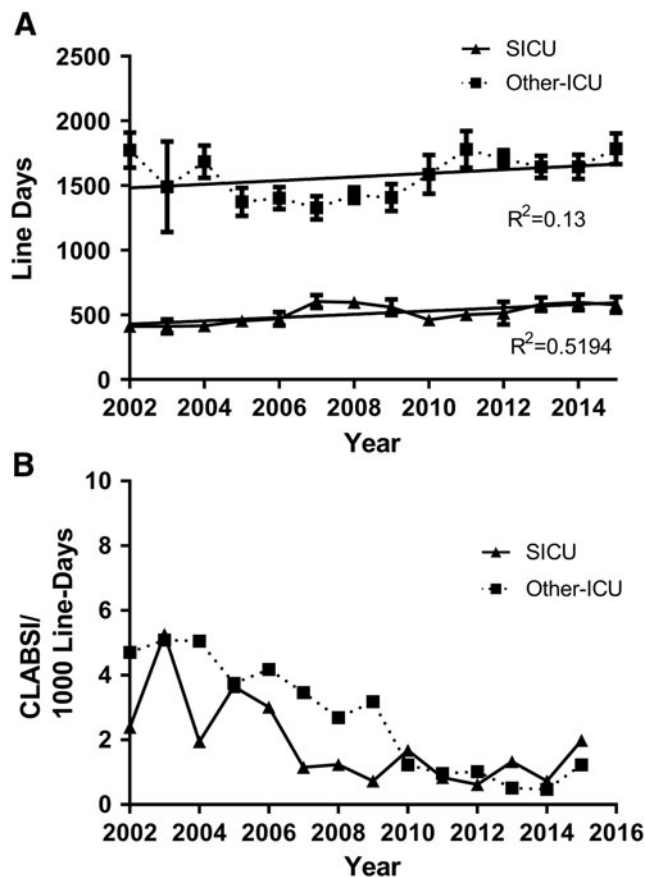 A
SICU
Other-ICU
2500
2000
1500
1000
500
0
Line Days
R²=0.13
R²=0.5194
2002 2004 2006 2008 2010 2012 2014
Year
B
10
8
6
4
2
0
CLABSI/
1000 Line-Days
SICU
Other-ICU
2002 2004 2006 2008 2010 2012 2014 2016
Year